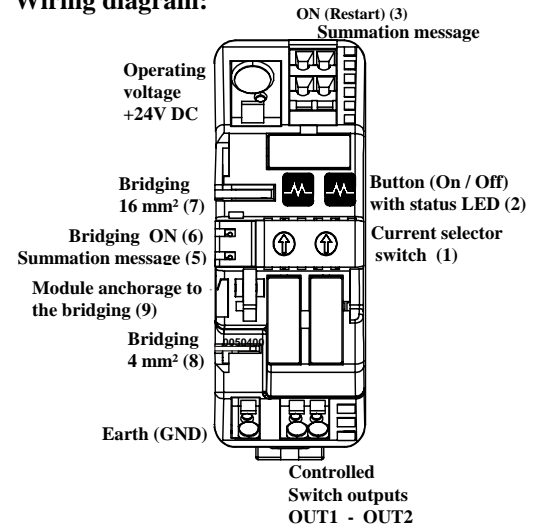 Wiring diagram:
ON (Restart) (3)
Summation message
Operating
voltage
+24V DC
Bridging
16 mm² (7)
Button (On / Off)
with status LED (2)
Bridging ON (6)
Summation message (5)
Current selector
switch (1)
Module anchorage to
the bridging (9)
Bridging
4 mm² (8)
0050400
Earth (GND)
Controlled
Switch outputs
OUT1 - OUT2